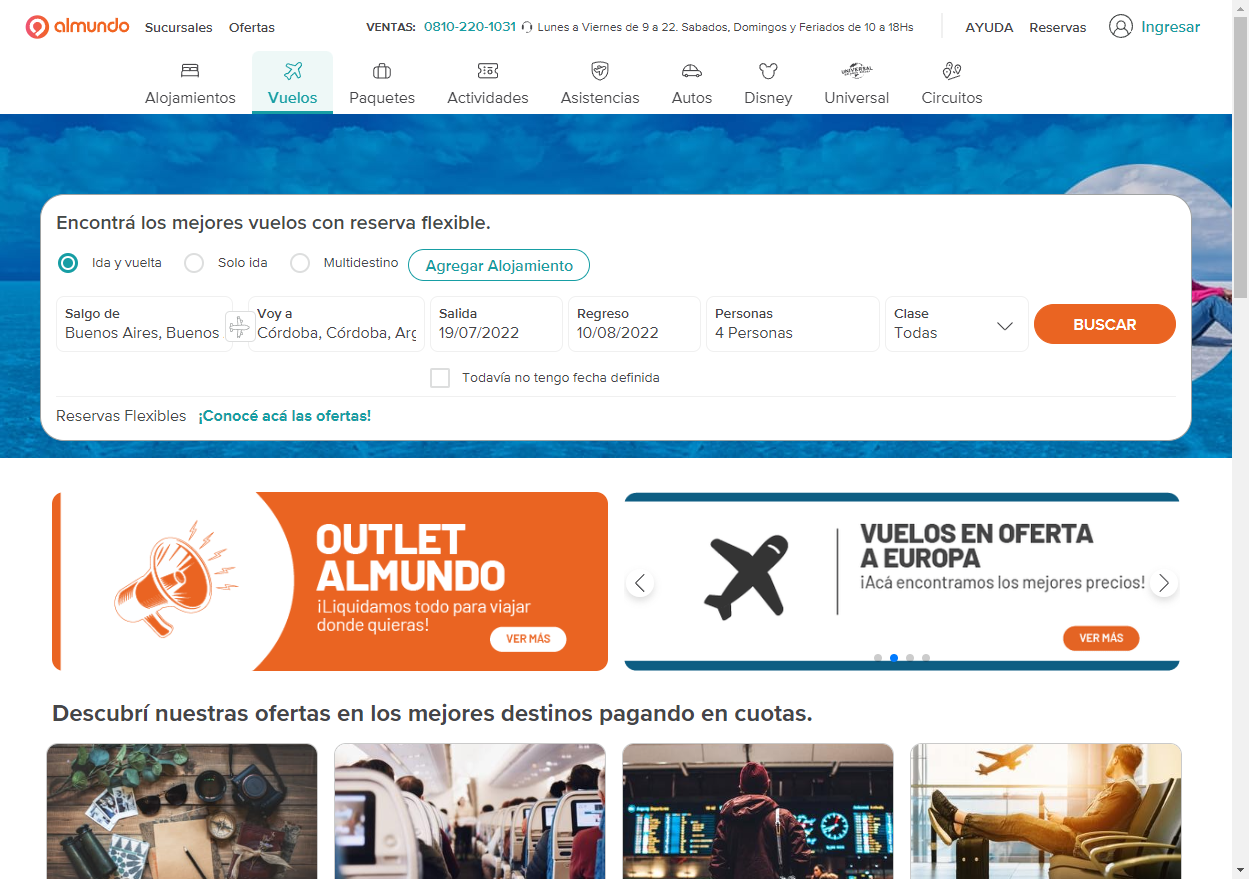 almundo Sucursales Ofertas VENTAS: 0810-220-1031 Lunes a Viernes de 9 a 22. Sabados, Domingos y Feriados de 10 a 18Hs AYUDA Reservas Ingresar
Alojamientos Vuelos Paquetes Actividades Asistencias Autos Disney Universal Circuitos
Encontrá los mejores vuelos con reserva flexible.
Ida y vuelta Solo ida Multidestino Agregar Alojamiento
Salgo de Voy a Salida Regreso Personas Clase
Buenos Aires, Buenos Córdoba, Córdoba, Arg 19/07/2022 10/08/2022 4 Personas Todas BUSCAR
Todavía no tengo fecha definida
Reservas Flexibles ¡Conocé acá las ofertas!
OUTLET
ALMUNDO
¡Liquidamos todo para viajar
donde quieras!
VER MÁS
VUELOS EN OFERTA
A EUROPA
¡Acá encontramos los mejores precios!
VER MÁS
Descubrí nuestras ofertas en los mejores destinos pagando en cuotas.